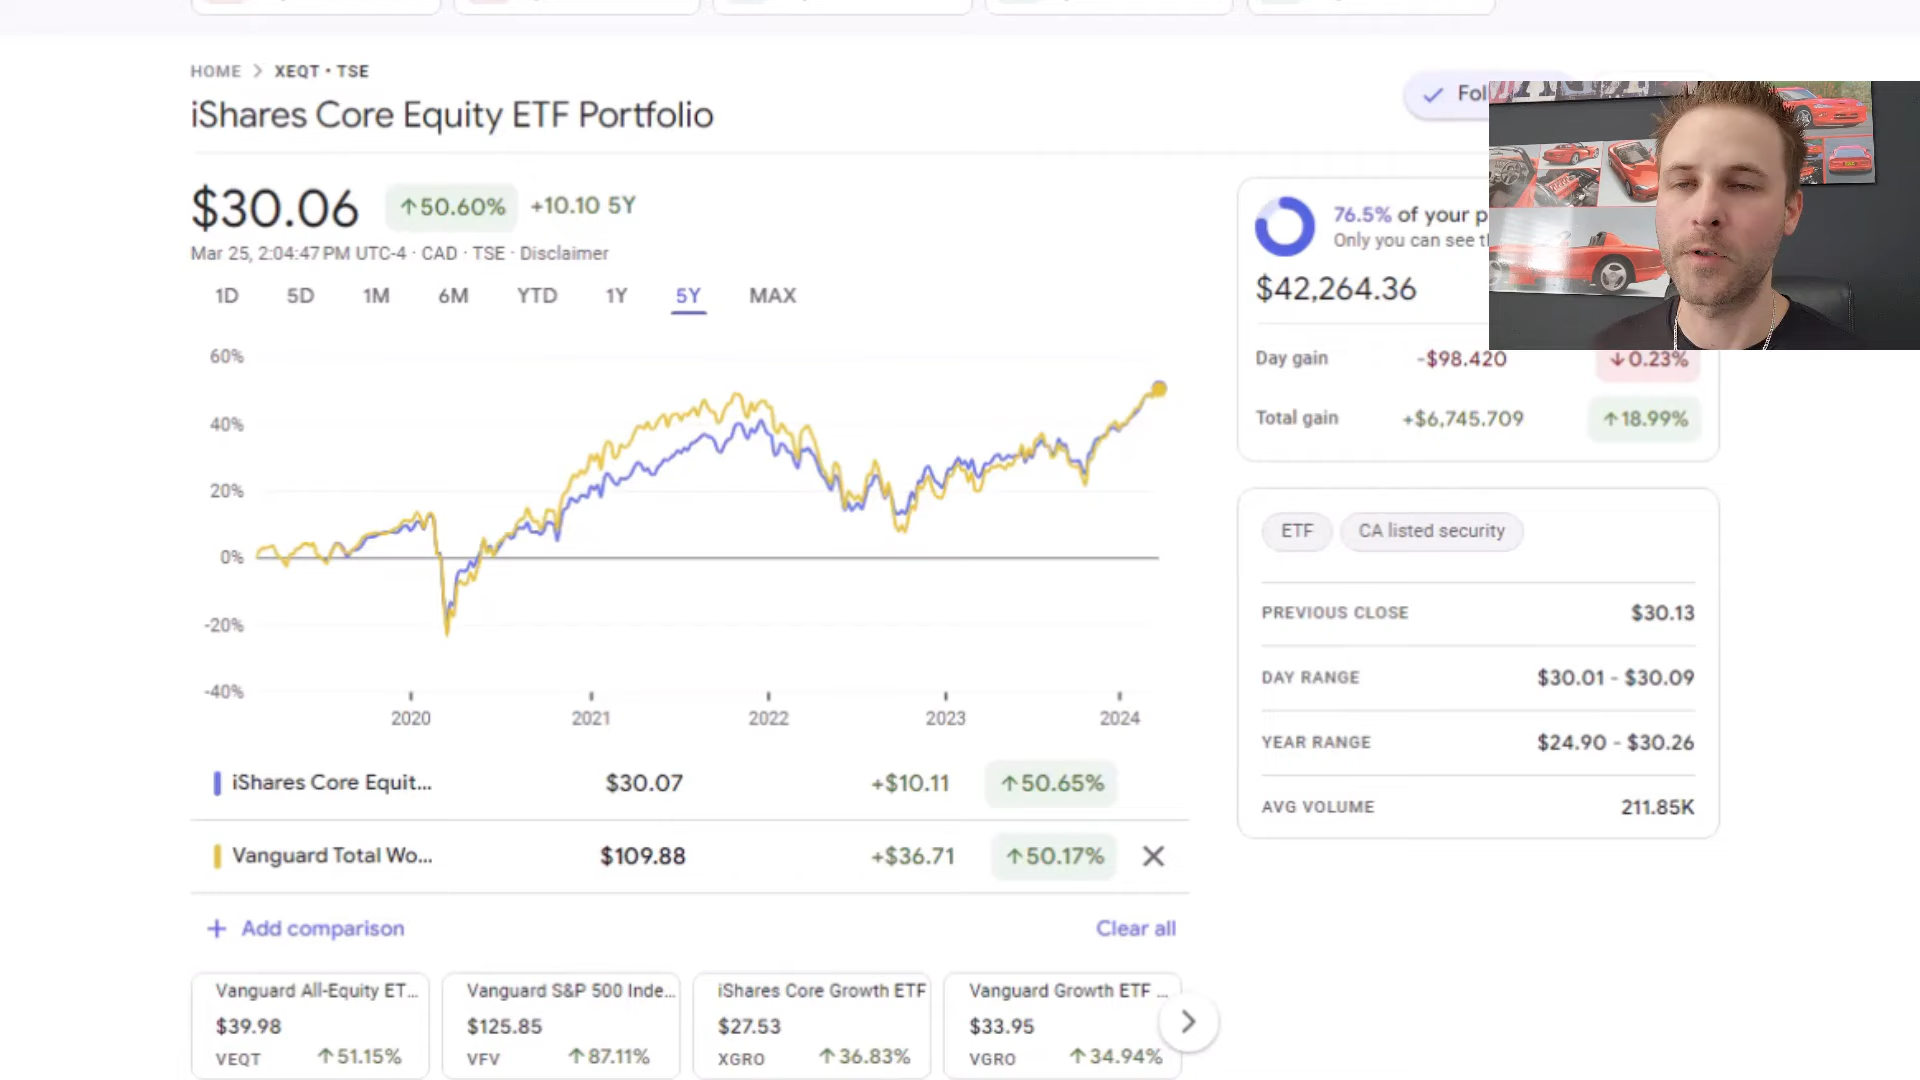 HOME > XEQT • TSE
iShares Core Equity ETF Portfolio
✓ Fol
$30.06 ↑50.60% +10.10 5Y
Mar 25, 2:04:47 PM UTC-4 · CAD · TSE · Disclaimer
1D 5D 1M 6M YTD 1Y 5Y MAX
60%
40%
20%
0%
-20%
-40%
2020 2021 2022 2023 2024
iShares Core Equit... $30.07 +$10.11 ↑50.65%
Vanguard Total Wo... $109.88 +$36.71 ↑50.17%
+ Add comparison Clear all
Vanguard All-Equity ET...
$39.98
VEQT ↑51.15%
Vanguard S&P 500 Inde...
$125.85
VFV ↑87.11%
iShares Core Growth ETF
$27.53
XGRO ↑36.83%
Vanguard Growth ETF ...
$33.95
VGRO ↑34.94%
76.5% of your p
Only you can see t
$42,264.36
Day gain -$98.420 ↓0.23%
Total gain +$6,745.709 ↑18.99%
ETF CA listed security
PREVIOUS CLOSE $30.13
DAY RANGE $30.01 - $30.09
YEAR RANGE $24.90 - $30.26
AVG VOLUME 211.85K